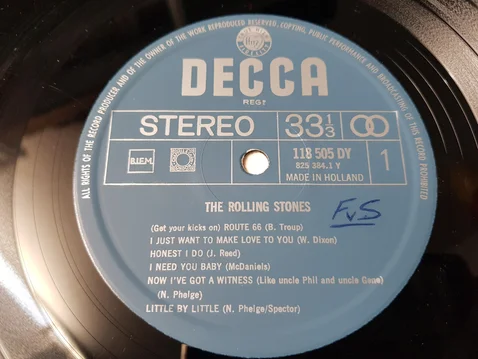 ALL RIGHTS OF THE RECORD PRODUCER AND OF THE OWNER OF THE WORK REPRODUCED RESERVED. COPYING, PUBLIC PERFORMANCE AND BROADCASTING OF THIS RECORD PROHIBITED
DECCA
REGD
STEREO 33 1/3
B.I.E.M. 118 505 DY 1
825 384.1 Y
MADE IN HOLLAND
THE ROLLING STONES
FvS
(Get your kicks on) ROUTE 66 (B. Troup)
I JUST WANT TO MAKE LOVE TO YOU (W. Dixon)
HONEST I DO (J. Reed)
I NEED YOU BABY (McDaniels)
NOW I'VE GOT A WITNESS (Like uncle Phil and uncle Gene)
(N. Phelge)
LITTLE BY LITTLE (N. Phelge/Spector)